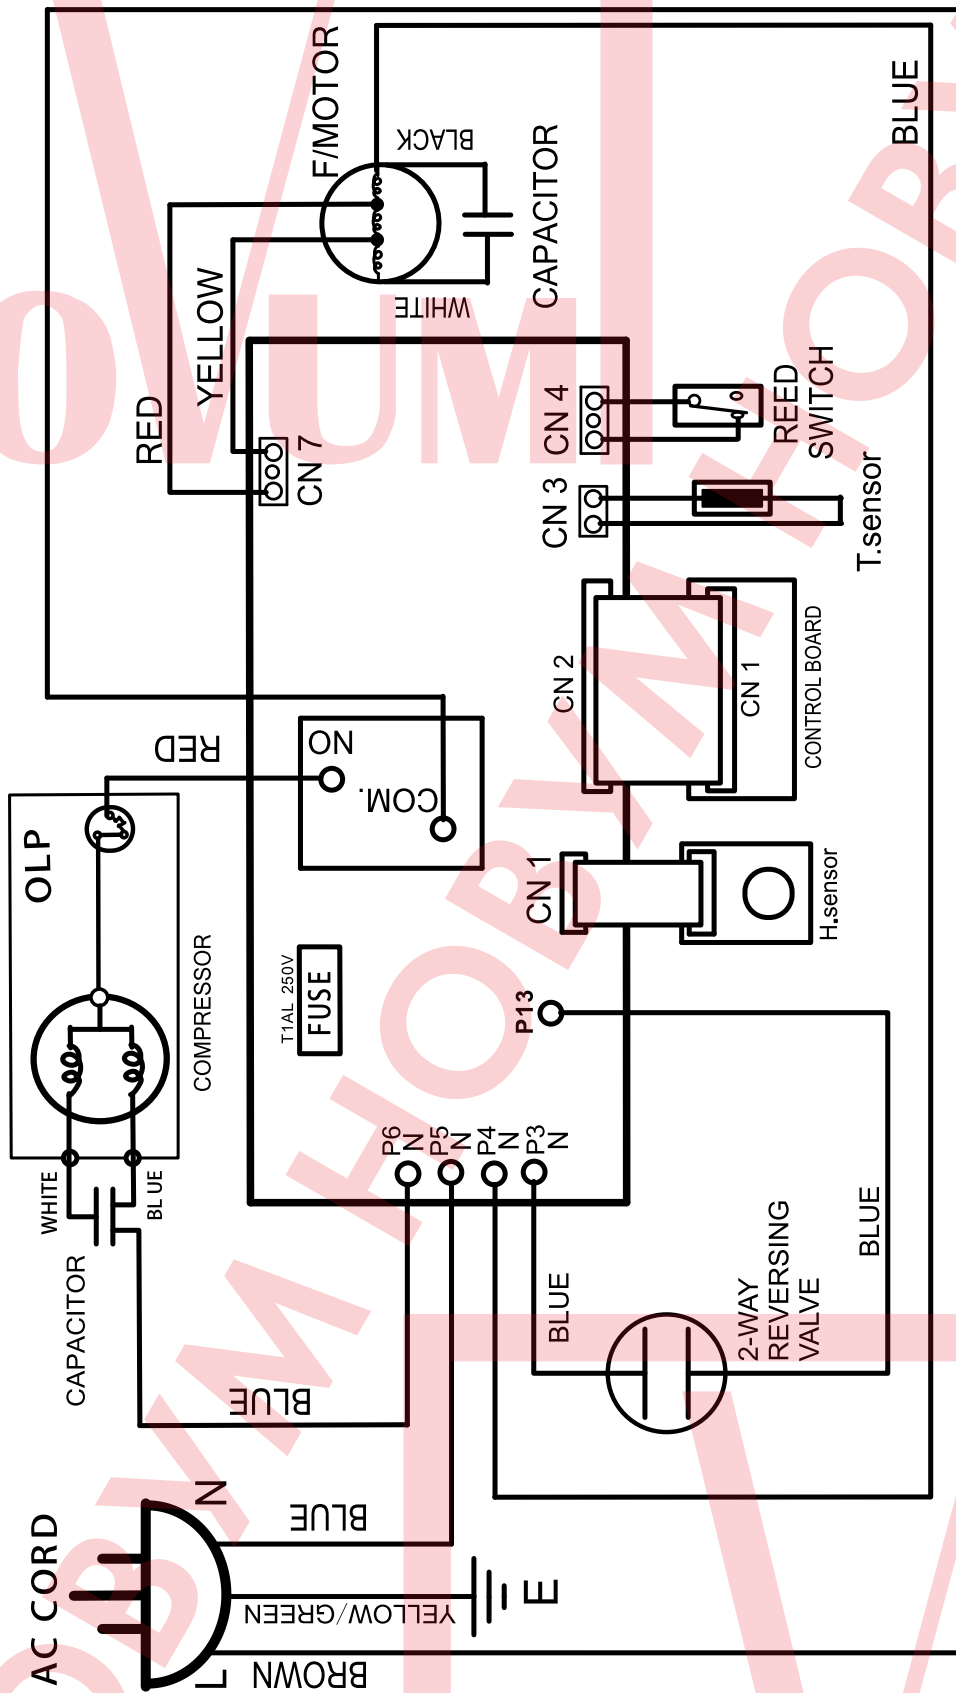 AC CORD
L
N
BROWN
YELLOW/GREEN
E
BLUE
BLUE
CAPACITOR
WHITE
BLUE
OLP
COMPRESSOR
RED
NO
COM.
T1AL 250V
FUSE
P6
N
P5
N
P4
N
P3
N
P13
BLUE
2-WAY
REVERSING
VALVE
BLUE
CN 1
H.sensor
CN 2
CN 1
CONTROL BOARD
CN 3
T.sensor
CN 4
REED
SWITCH
CN 7
RED
YELLOW
F/MOTOR
BLACK
WHITE
CAPACITOR
BLUE